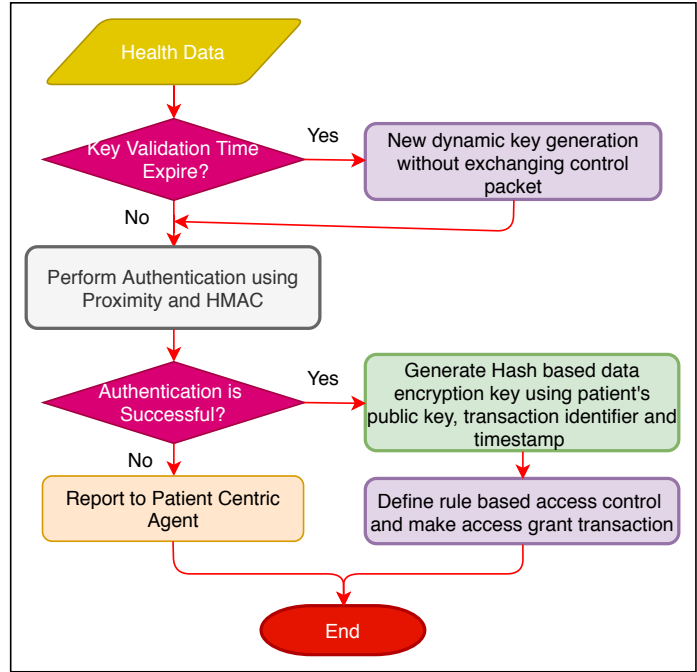 Health Data
Key Validation Time
Expire?
Yes
New dynamic key generation
without exchanging control
packet
No
Perform Authentication using
Proximity and HMAC
Authentication is
Successful?
Yes
Generate Hash based data
encryption key using patient's
public key, transaction identifier and
timestamp
No
Report to Patient Centric
Agent
Define rule based access control
and make access grant transaction
End